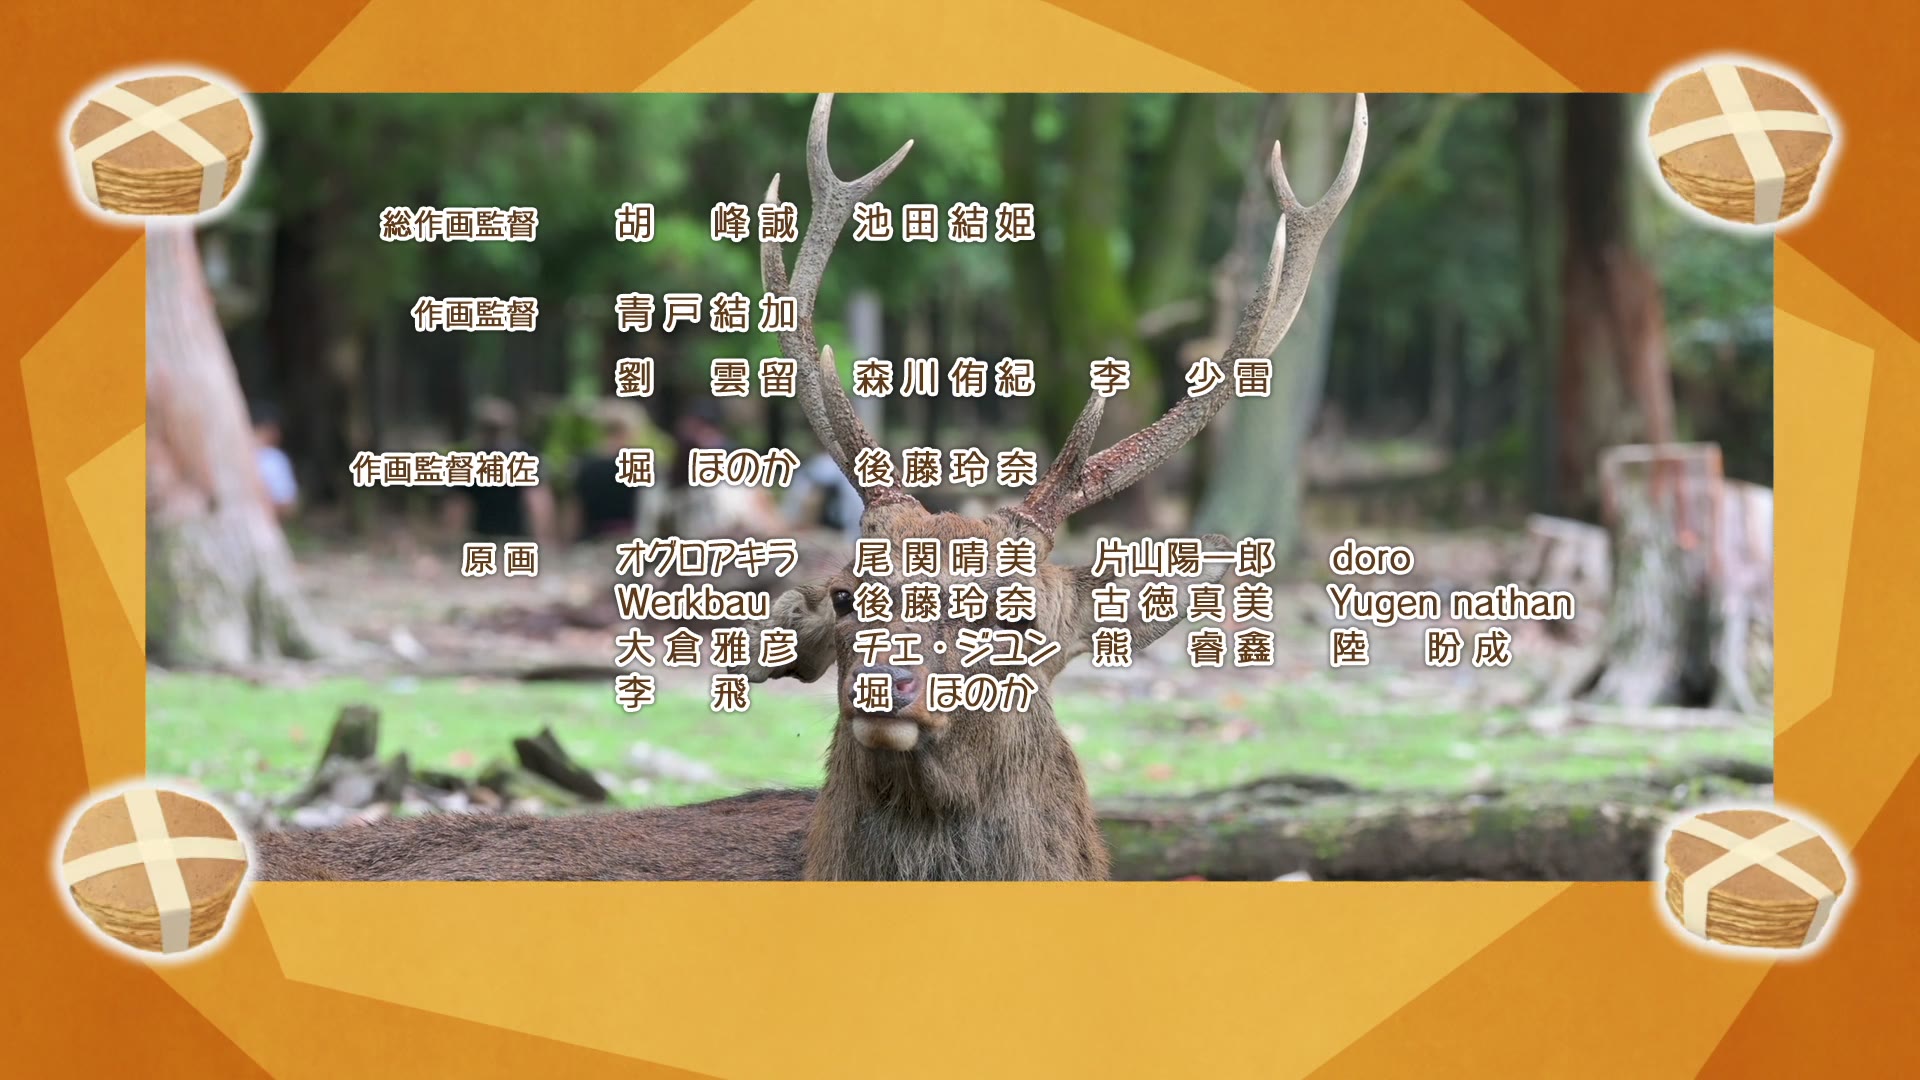 総作画監督 胡 峰誠 池田結姫
作画監督 青戸結加
劉 雲留 森川侑紀 李 少雷
作画監督補佐 堀 ほのか 後藤玲奈
原画 オグロアキラ 尾関晴美 片山陽一郎 doro
Werkbau 後藤玲奈 古徳真美 Yugen nathan
大倉雅彦 チェ・ジユン 熊 睿鑫 陸 盼成
李 飛 堀 ほのか